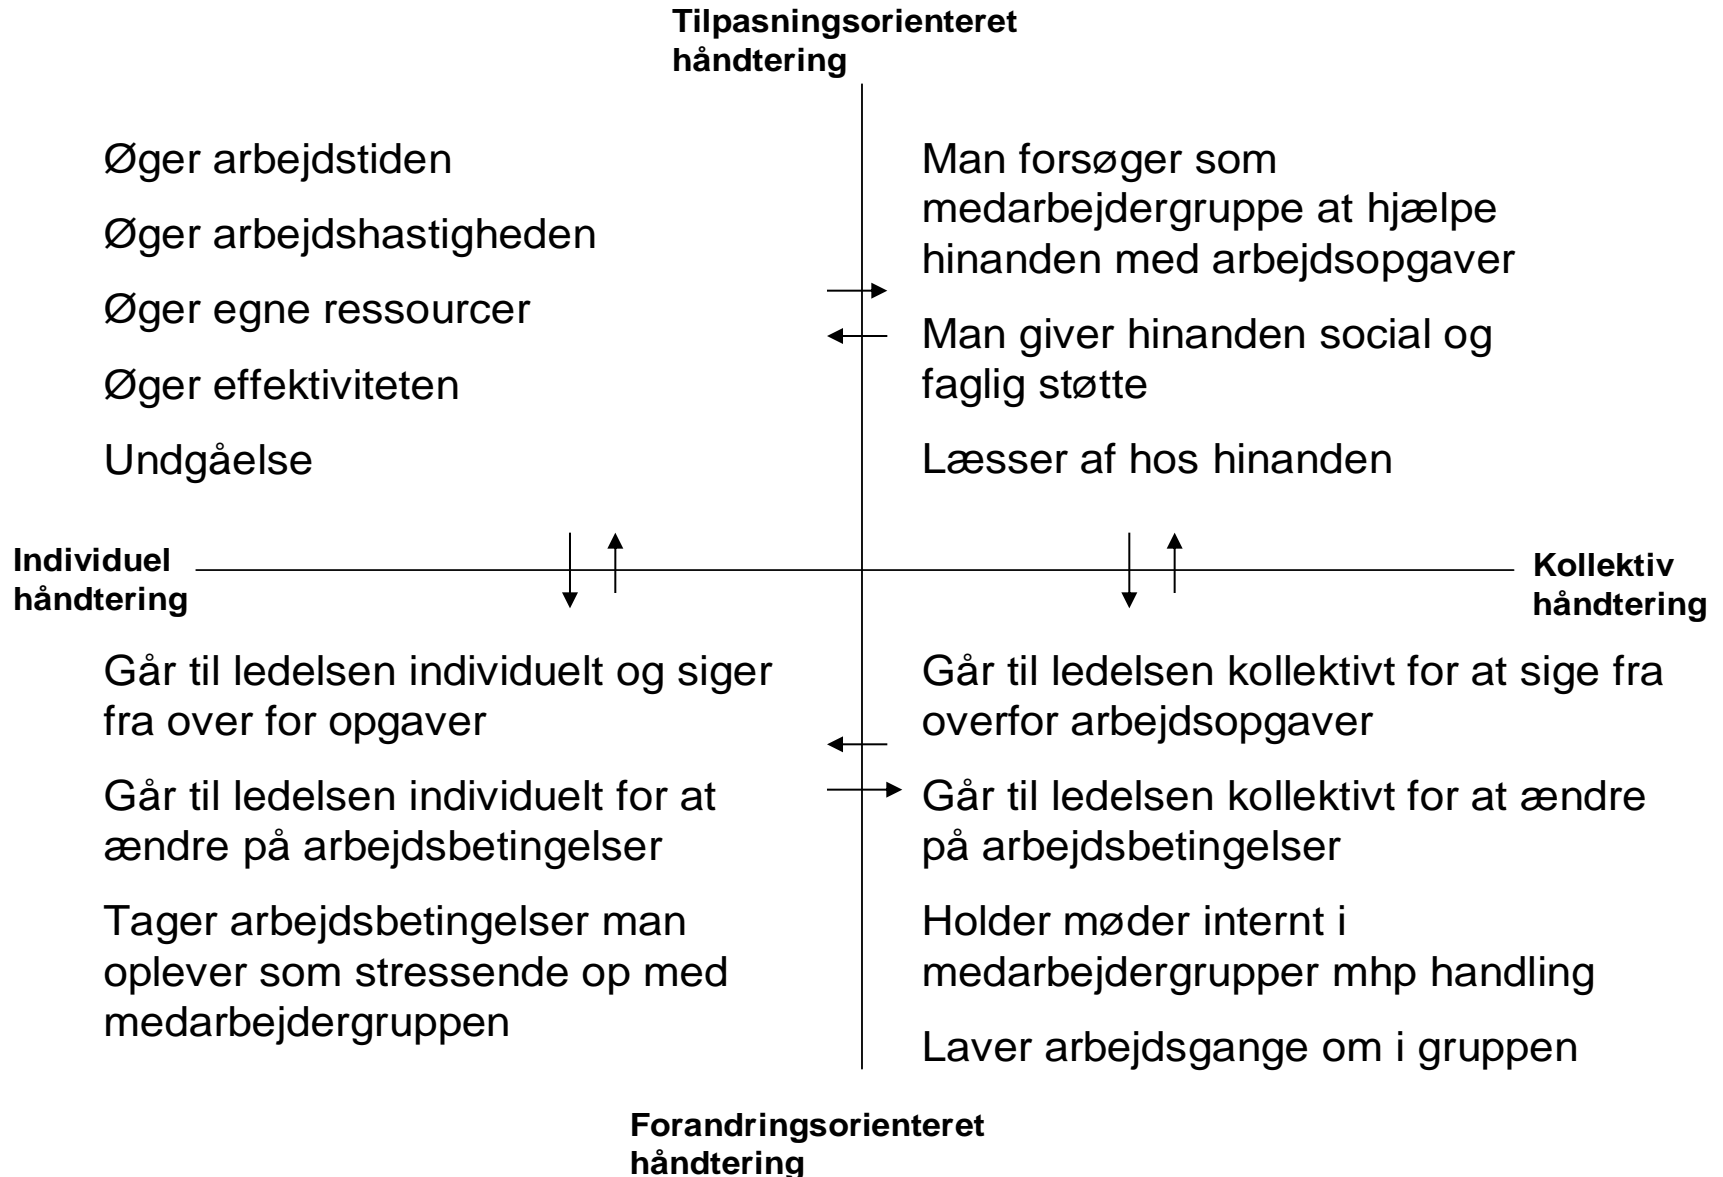 Tilpasningsorienteret
håndtering
Øger arbejdstiden
Øger arbejdshastigheden
Øger egne ressourcer
Øger effektiviteten
Undgåelse
Man forsøger som
medarbejdergruppe at hjælpe
hinanden med arbejdsopgaver
Man giver hinanden social og
faglig støtte
Læsser af hos hinanden
Individuel
håndtering
Kollektiv
håndtering
Går til ledelsen individuelt og siger
fra over for opgaver
Går til ledelsen individuelt for at
ændre på arbejdsbetingelser
Tager arbejdsbetingelser man
oplever som stressende op med
medarbejdergruppen
Går til ledelsen kollektivt for at sige fra
overfor arbejdsopgaver
Går til ledelsen kollektivt for at ændre
på arbejdsbetingelser
Holder møder internt i
medarbejdergrupper mhp handling
Laver arbejdsgange om i gruppen
Forandringsorienteret
håndtering